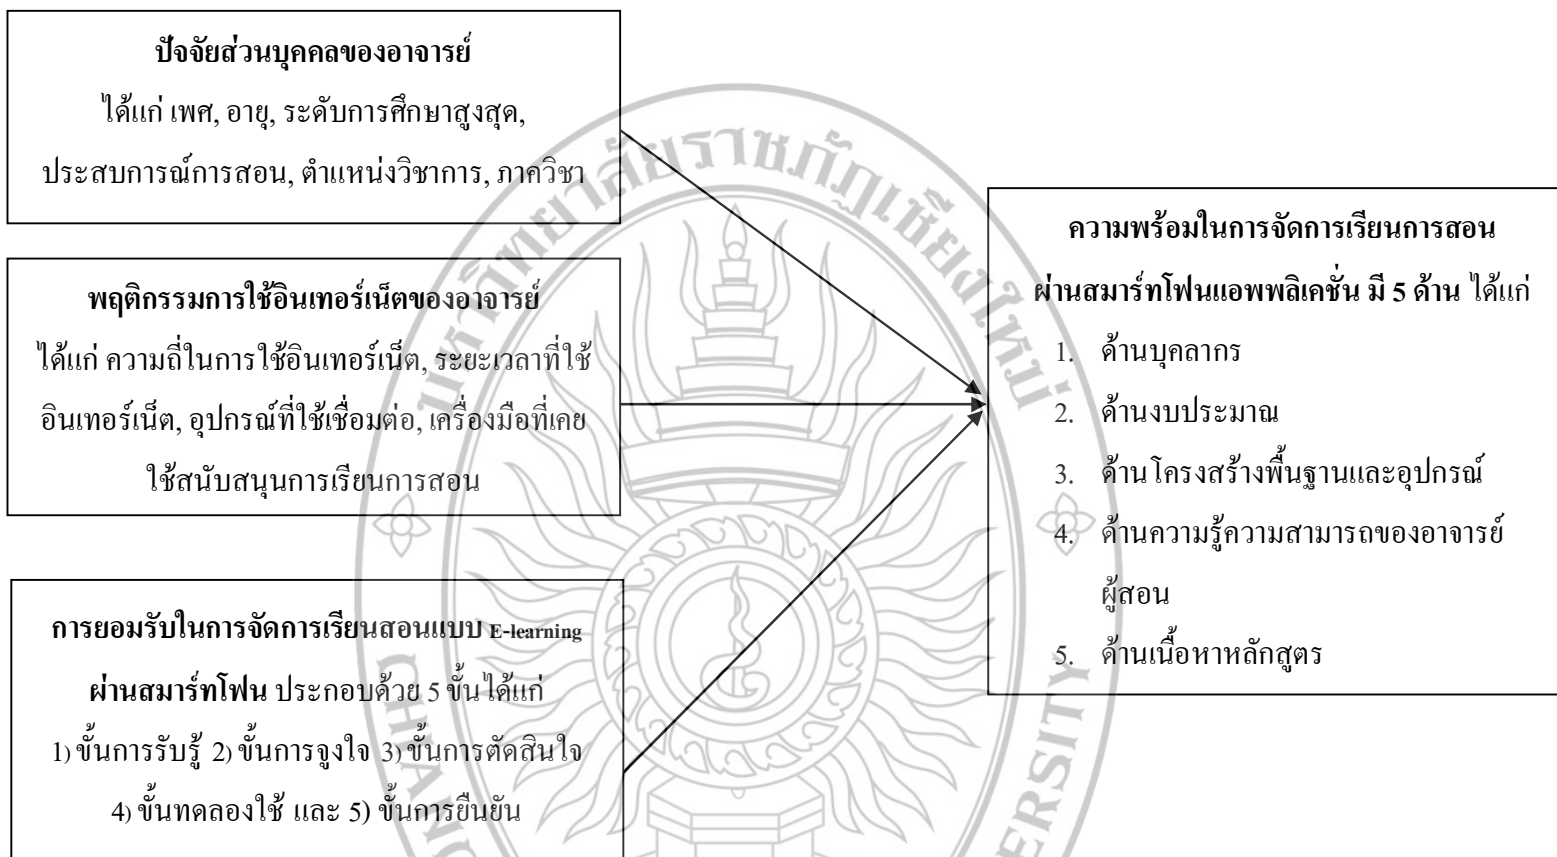 ปัจจัยส่วนบุคคลของอาจารย์
ได้แก่ เพศ, อายุ, ระดับการศึกษาสูงสุด,
ประสบการณ์การสอน, ตำแหน่งวิชาการ, ภาควิชา
พฤติกรรมการใช้อินเทอร์เน็ตของอาจารย์
ได้แก่ ความถี่ในการใช้อินเทอร์เน็ต, ระยะเวลาที่ใช้
อินเทอร์เน็ต, อุปกรณ์ที่ใช้เชื่อมต่อ, เครื่องมือที่เคย
ใช้สนับสนุนการเรียนการสอน
การยอมรับในการจัดการเรียนสอนแบบ E-learning
ผ่านสมาร์ทโฟน ประกอบด้วย 5 ขั้น ได้แก่
1) ขั้นการรับรู้ 2) ขั้นการจูงใจ 3) ขั้นการตัดสินใจ
4) ขั้นทดลองใช้ และ 5) ขั้นการยืนยัน
ความพร้อมในการจัดการเรียนการสอน
ผ่านสมาร์ทโฟนแอพพลิเคชั่น มี 5 ด้าน ได้แก่
1. ด้านบุคลากร
2. ด้านงบประมาณ
3. ด้านโครงสร้างพื้นฐานและอุปกรณ์
4. ด้านความรู้ความสามารถของอาจารย์
ผู้สอน
5. ด้านเนื้อหาหลักสูตร
มหาวิทยาลัยราชภัฏเชียงใหม่